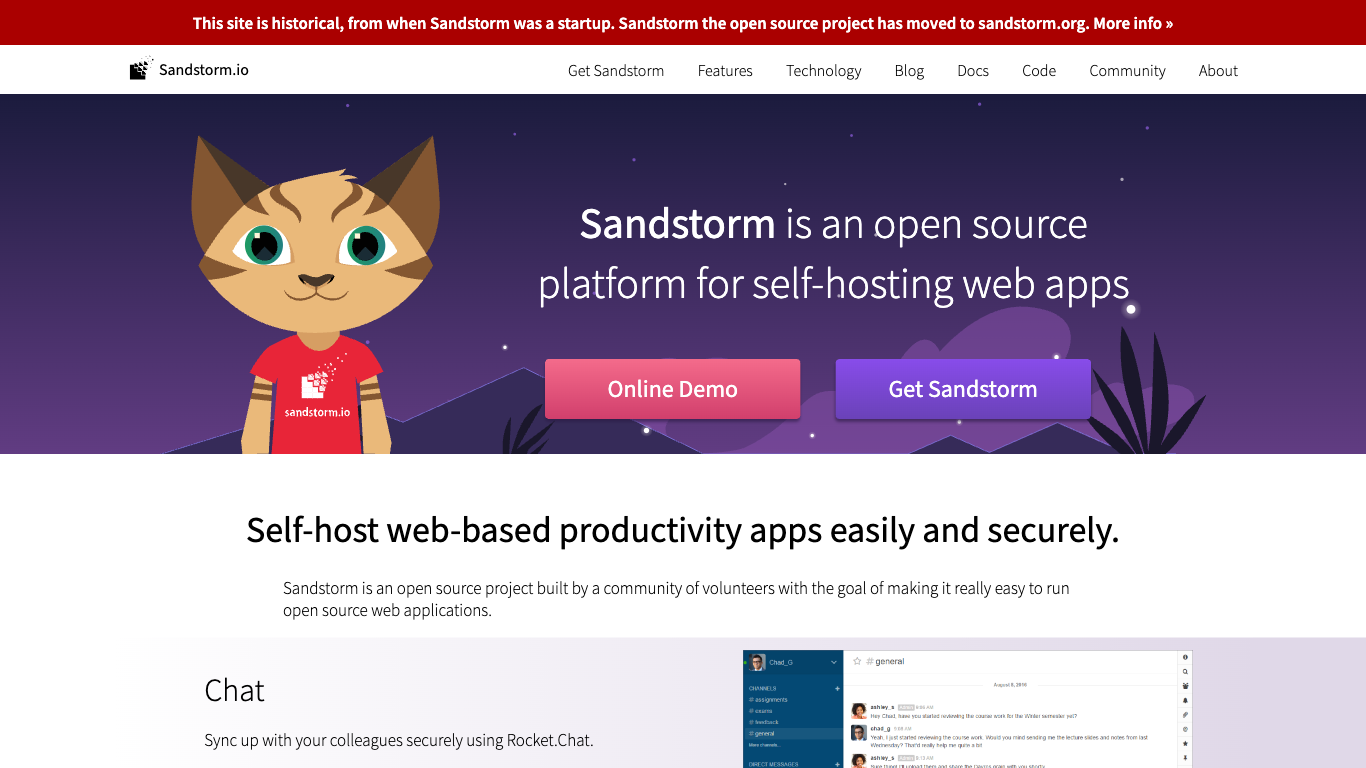 This site is historical, from when Sandstorm was a startup. Sandstorm the open source project has moved to sandstorm.org. More info »
Sandstorm.io
Get Sandstorm
Features
Technology
Blog
Docs
Code
Community
About
Sandstorm is an open source
platform for self-hosting web apps
Online Demo
Get Sandstorm
sandstorm.io
Self-host web-based productivity apps easily and securely.
Sandstorm is an open source project built by a community of volunteers with the goal of making it really easy to run
open source web applications.
Chat
Sync up with your colleagues securely using Rocket.Chat.
Chad_G
CHANNELS
# assignments
# exams
# feedback
# general
More channels...
DIRECT MESSAGES
# general
August 5, 2016
ashley_s
Hey Chad, have you started reviewing the course work for the Winter semester yet?
chad_g
Yeah, I just started reviewing the course work. Would you mind sending me the lecture slides and notes from last
Wednesday? That'd really help me quite a bit
ashley_s